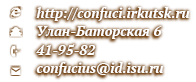 http://confuci.irkutsk.ru
Улан-Баторская 6
41-95-82
confucius@id.isu.ru